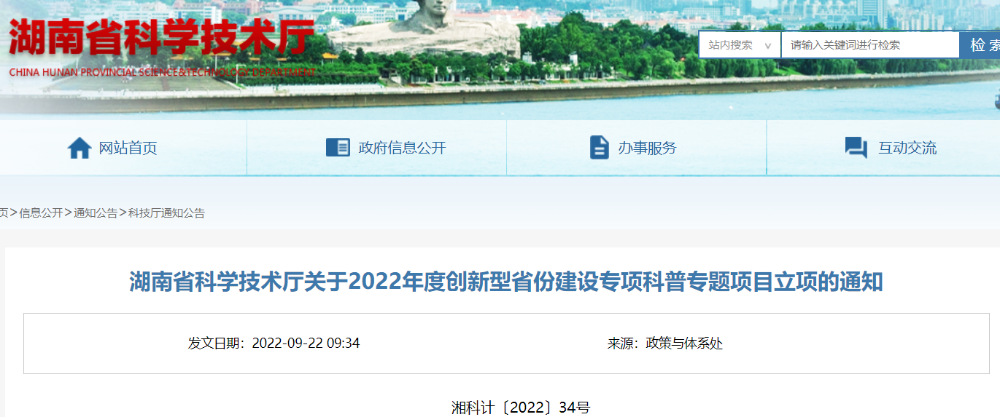 湖南省科学技术厅
CHINA HUNAN PROVINCIAL SCIENCE&TECHNOLOGY DEPARTMENT
站内搜索 请输入关键词进行检索 检 索
网站首页 政府信息公开 办事服务 互动交流
页>信息公开>通知公告>科技厅通知公告
湖南省科学技术厅关于2022年度创新型省份建设专项科普专题项目立项的通知
发文日期：2022-09-22 09:34 来源：政策与体系处
湘科计〔2022〕34号